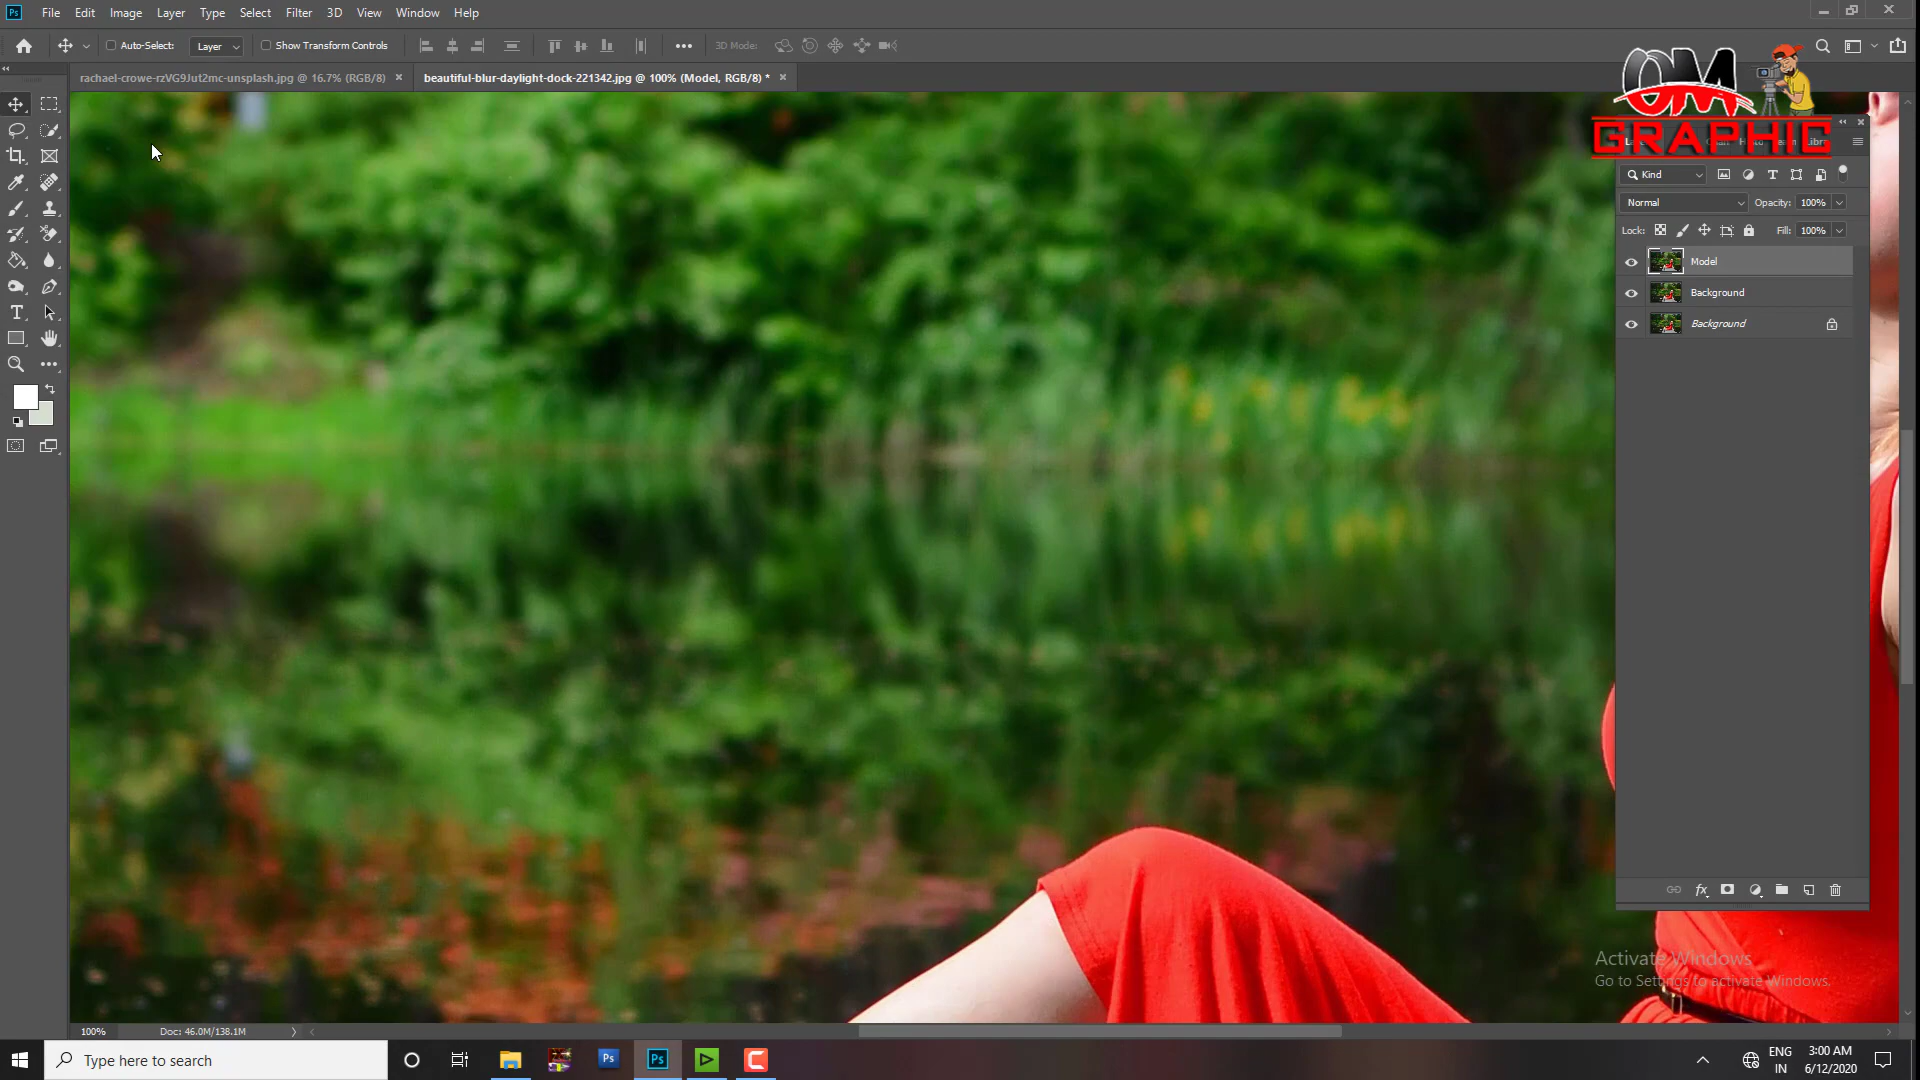 Ps File Edit Image Layer Type Select Filter 3D View Window Help
Auto-Select: Layer Show Transform Controls 3D Mode:
rachael-crowe-rzVG9Jut2mc-unsplash.jpg @ 16.7% (RGB/8) beautiful-blur-daylight-dock-221342.jpg @ 100% (Model, RGB/8) *
OM
GRAPHIC
Kind
Normal Opacity: 100%
Lock: Fill: 100%
Model
Background
Background
fx
Activate Windows
Go to Settings to activate Windows.
100% Doc: 46.0M/138.1M
Type here to search
Ps
Ps
ENG
IN
3:00 AM
6/12/2020